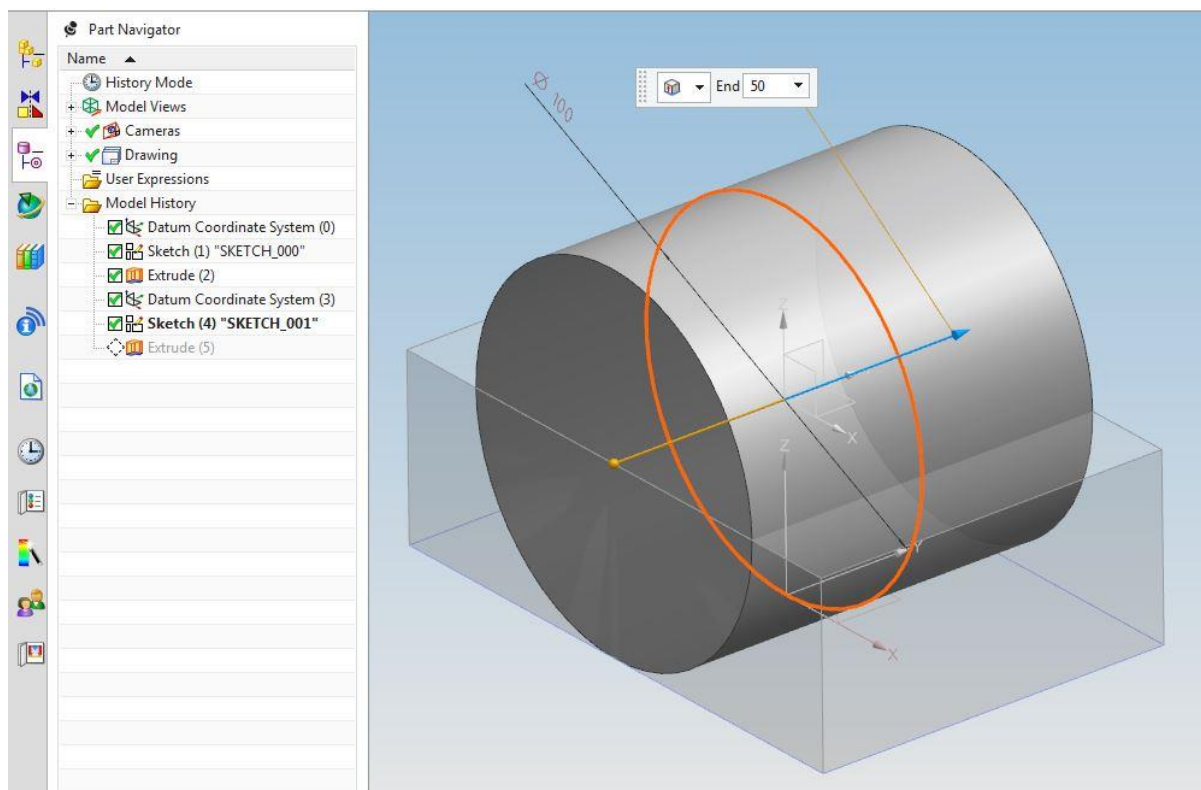 Part Navigator
Name
History Mode
Model Views
Cameras
Drawing
User Expressions
Model History
Datum Coordinate System (0)
Sketch (1) "SKETCH_000"
Extrude (2)
Datum Coordinate System (3)
Sketch (4) "SKETCH_001"
Extrude (5)
End 50
Ø 100
Z
X
Z
Y
X